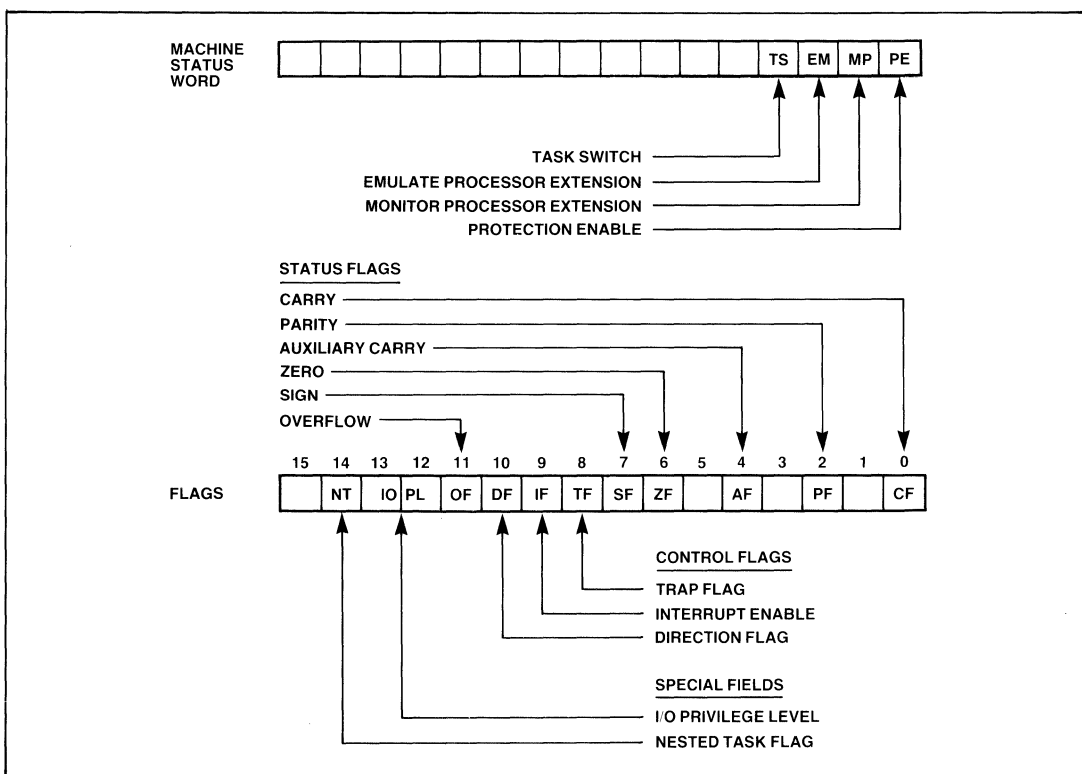 MACHINE
STATUS
WORD
TS EM MP PE
TASK SWITCH
EMULATE PROCESSOR EXTENSION
MONITOR PROCESSOR EXTENSION
PROTECTION ENABLE
STATUS FLAGS
CARRY
PARITY
AUXILIARY CARRY
ZERO
SIGN
OVERFLOW
15 14 13 12 11 10 9 8 7 6 5 4 3 2 1 0
FLAGS NT IO PL OF DF IF TF SF ZF AF PF CF
CONTROL FLAGS
TRAP FLAG
INTERRUPT ENABLE
DIRECTION FLAG
SPECIAL FIELDS
I/O PRIVILEGE LEVEL
NESTED TASK FLAG